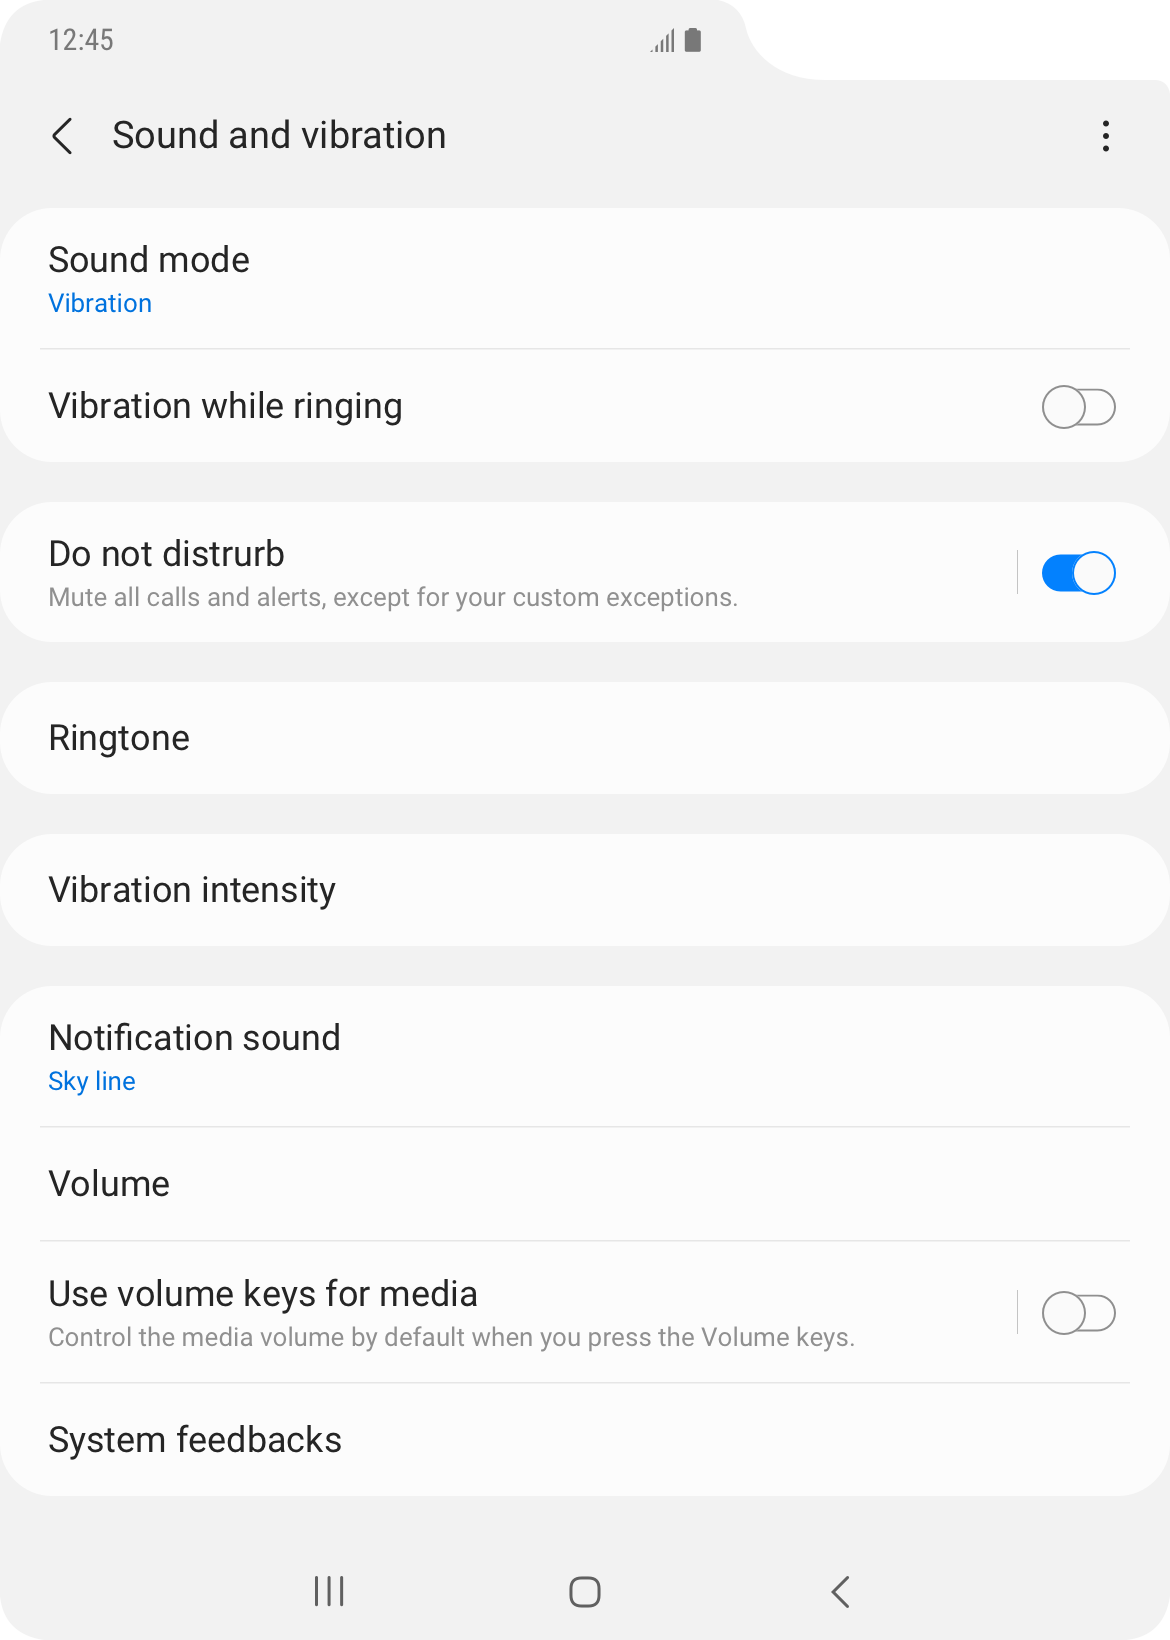 12:45
Sound and vibration
Sound mode
Vibration
Vibration while ringing
Do not distrurb
Mute all calls and alerts, except for your custom exceptions.
Ringtone
Vibration intensity
Notification sound
Sky line
Volume
Use volume keys for media
Control the media volume by default when you press the Volume keys.
System feedbacks